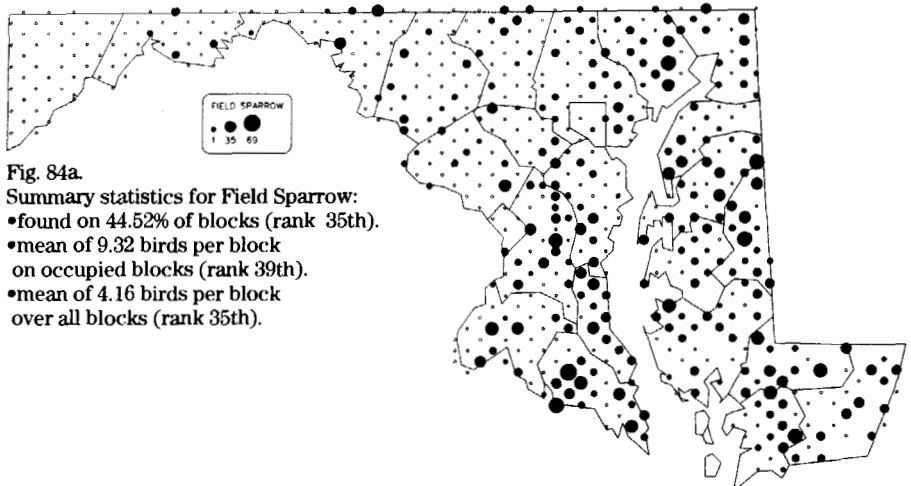 FIELD SPARROW
1 35 69
Fig. 84a.
Summary statistics for Field Sparrow:
•found on 44.52% of blocks (rank 35th).
•mean of 9.32 birds per block
on occupied blocks (rank 39th).
•mean of 4.16 birds per block
over all blocks (rank 35th).